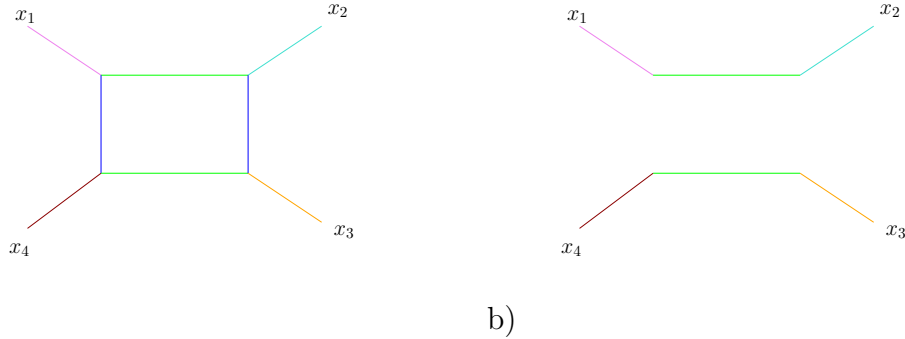 x₁ x₂ x₁ x₂
x₄ x₃ x₄ x₃
b)